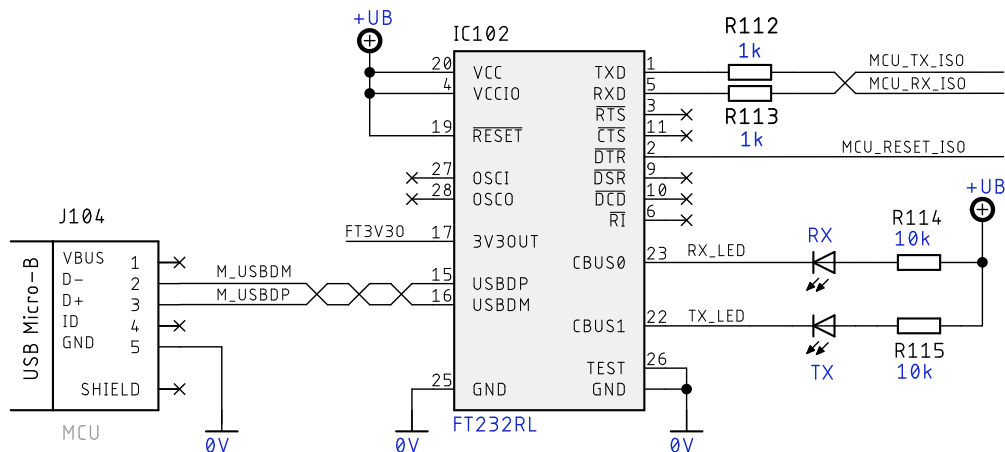 +UB
IC102
R112
1k
MCU_TX_ISO
MCU_RX_ISO
R113
1k
MCU_RESET_ISO
20 VCC
4 VCCIO
19 RESET
27 OSCI
28 OSCO
FT3V3O 17 3V3OUT
15 USBDP
16 USBDM
25 GND
TXD 1
RXD 5
RTS 3
CTS 11
DTR 2
DSR 9
DCD 10
RI 6
CBUS0 23 RX_LED
CBUS1 22 TX_LED
TEST 26
GND
FT232RL
+UB
RX
R114
10k
TX
R115
10k
J104
USB Micro-B
VBUS 1
D- 2 M_USBDM
D+ 3 M_USBDP
ID 4
GND 5
SHIELD
MCU
0V
0V
0V